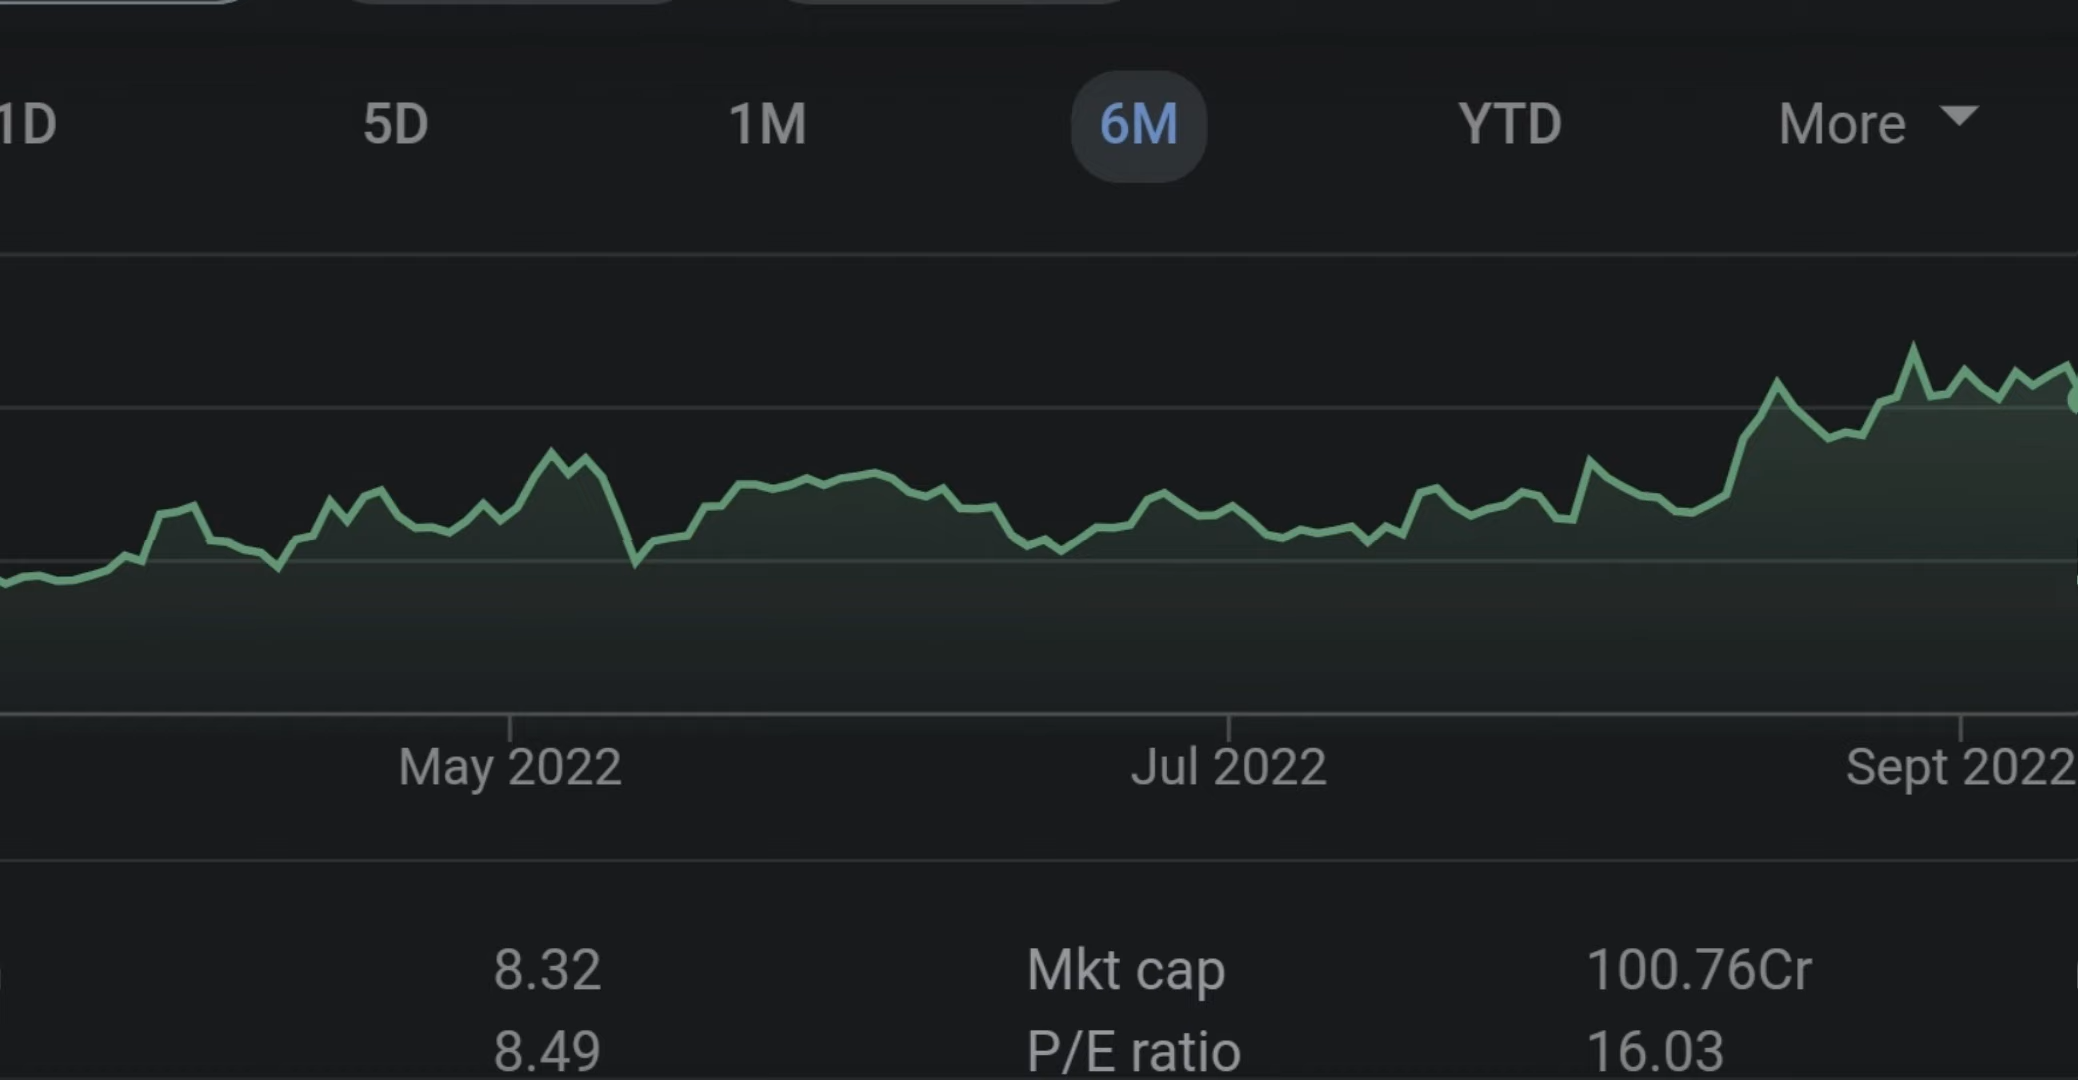 1D 5D 1M 6M YTD More
May 2022 Jul 2022 Sept 2022
8.32 Mkt cap 100.76Cr
8.49 P/E ratio 16.03